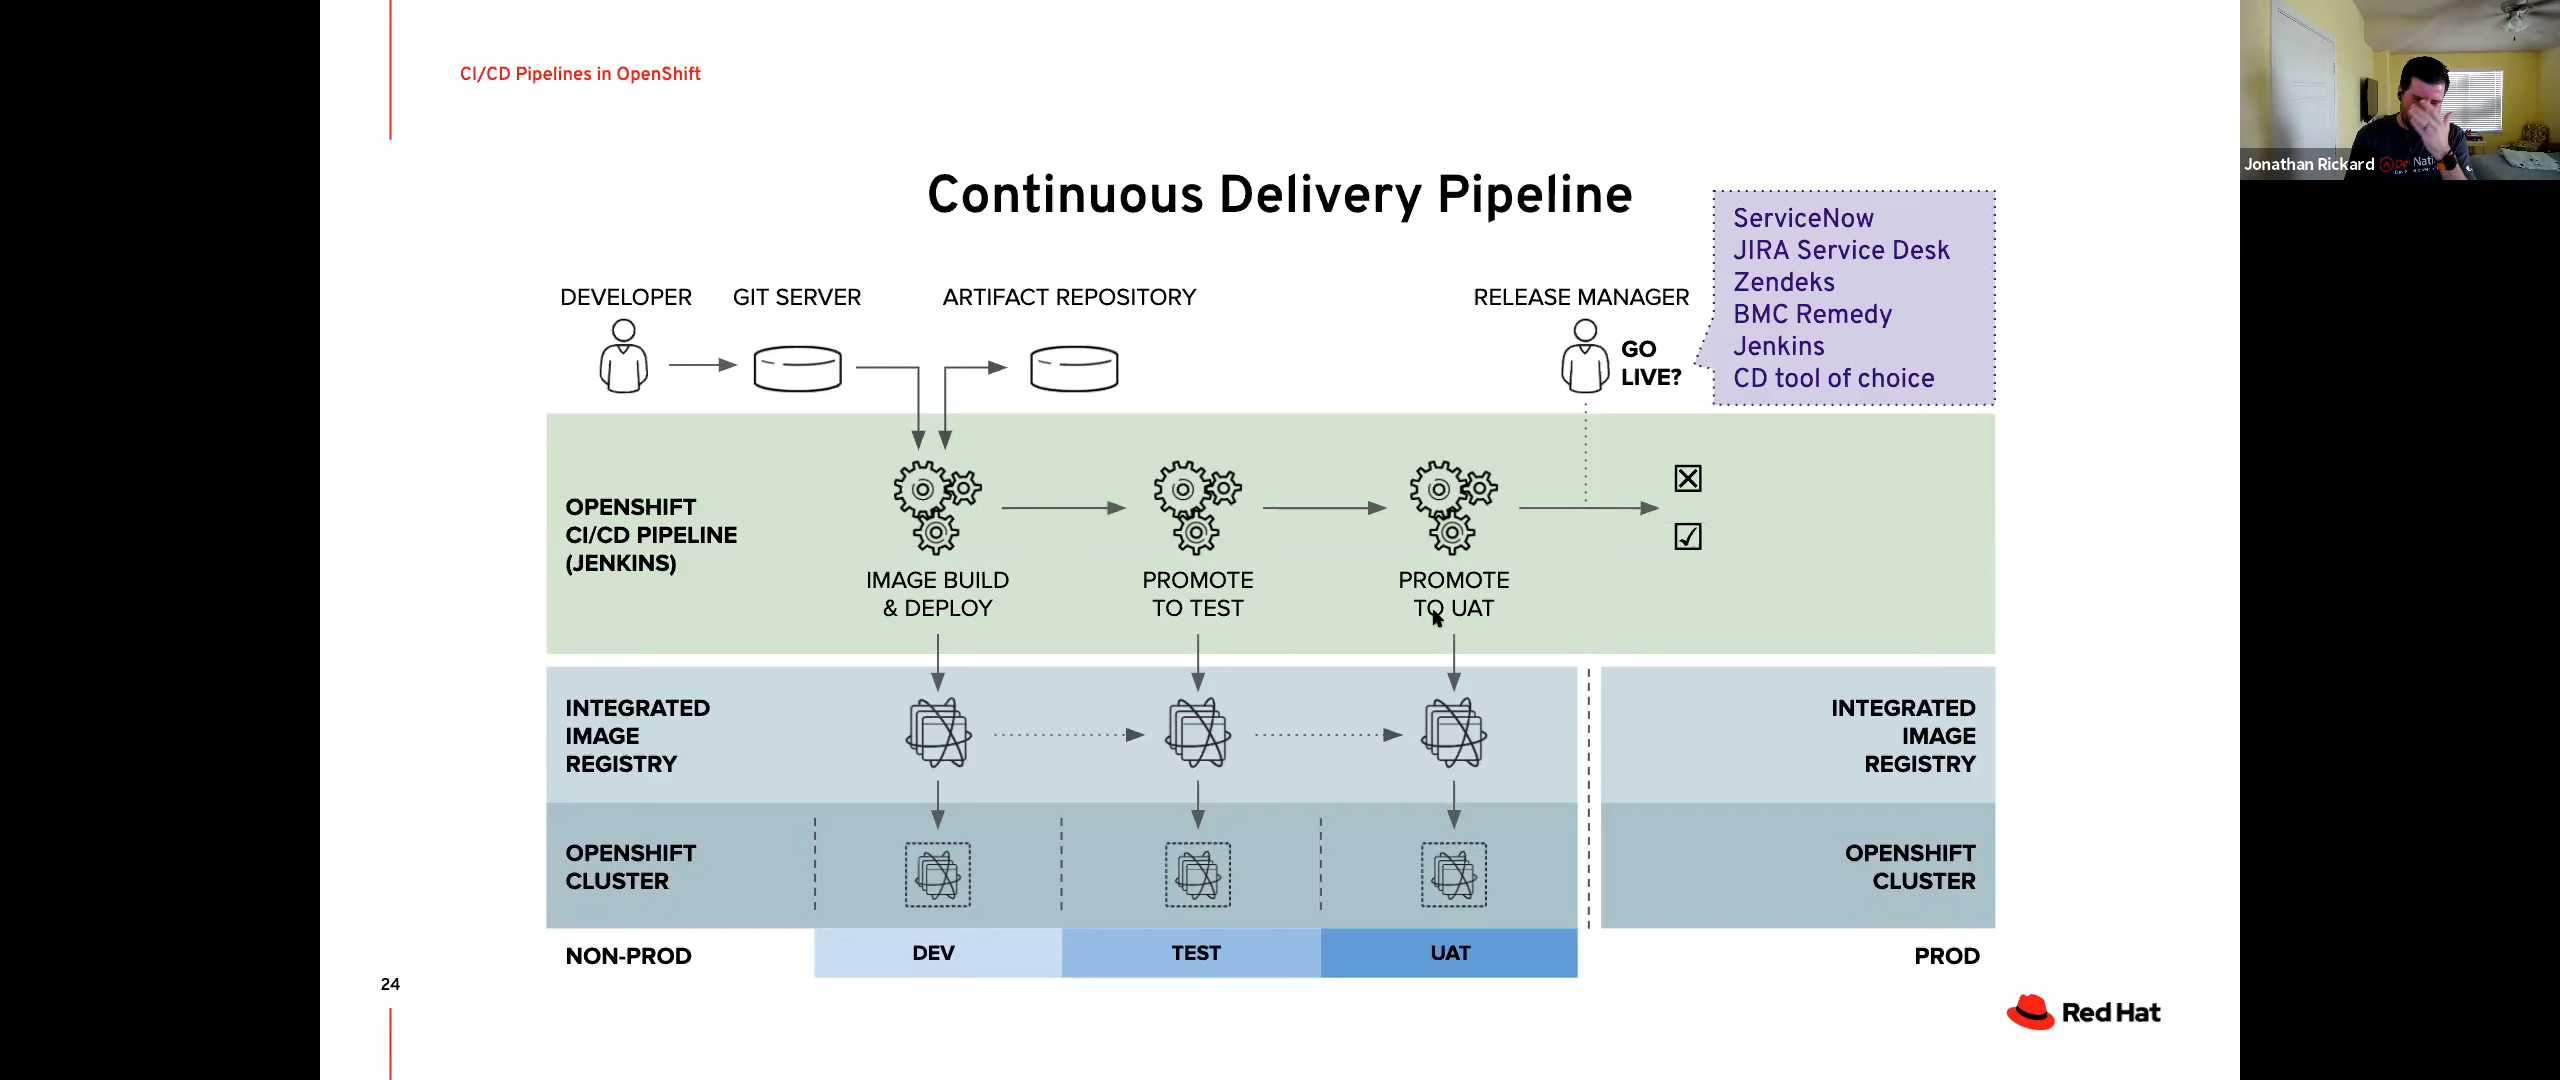 CI/CD Pipelines in OpenShift
Continuous Delivery Pipeline
ServiceNow
JIRA Service Desk
Zendeks
BMC Remedy
Jenkins
CD tool of choice
DEVELOPER
GIT SERVER
ARTIFACT REPOSITORY
RELEASE MANAGER
GO
LIVE?
OPENSHIFT
CI/CD PIPELINE
(JENKINS)
IMAGE BUILD
& DEPLOY
PROMOTE
TO TEST
PROMOTE
TO UAT
INTEGRATED
IMAGE
REGISTRY
INTEGRATED
IMAGE
REGISTRY
OPENSHIFT
CLUSTER
OPENSHIFT
CLUSTER
NON-PROD
DEV
TEST
UAT
PROD
24
Red Hat
Jonathan Rickard